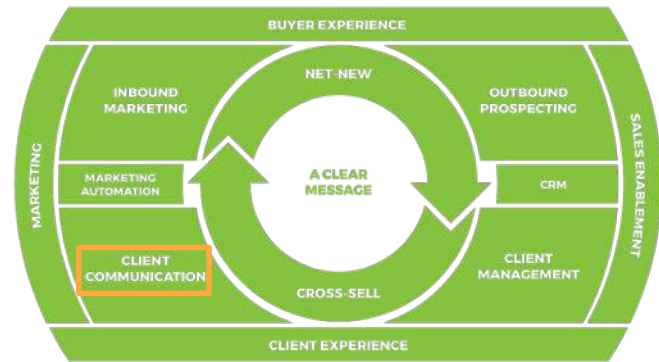 BUYER EXPERIENCE
NET-NEW
INBOUND
MARKETING
OUTBOUND
PROSPECTING
MARKETING
MARKETING
AUTOMATION
A CLEAR
MESSAGE
CRM
SALES ENABLEMENT
CLIENT
COMMUNICATION
CLIENT
MANAGEMENT
CROSS-SELL
CLIENT EXPERIENCE